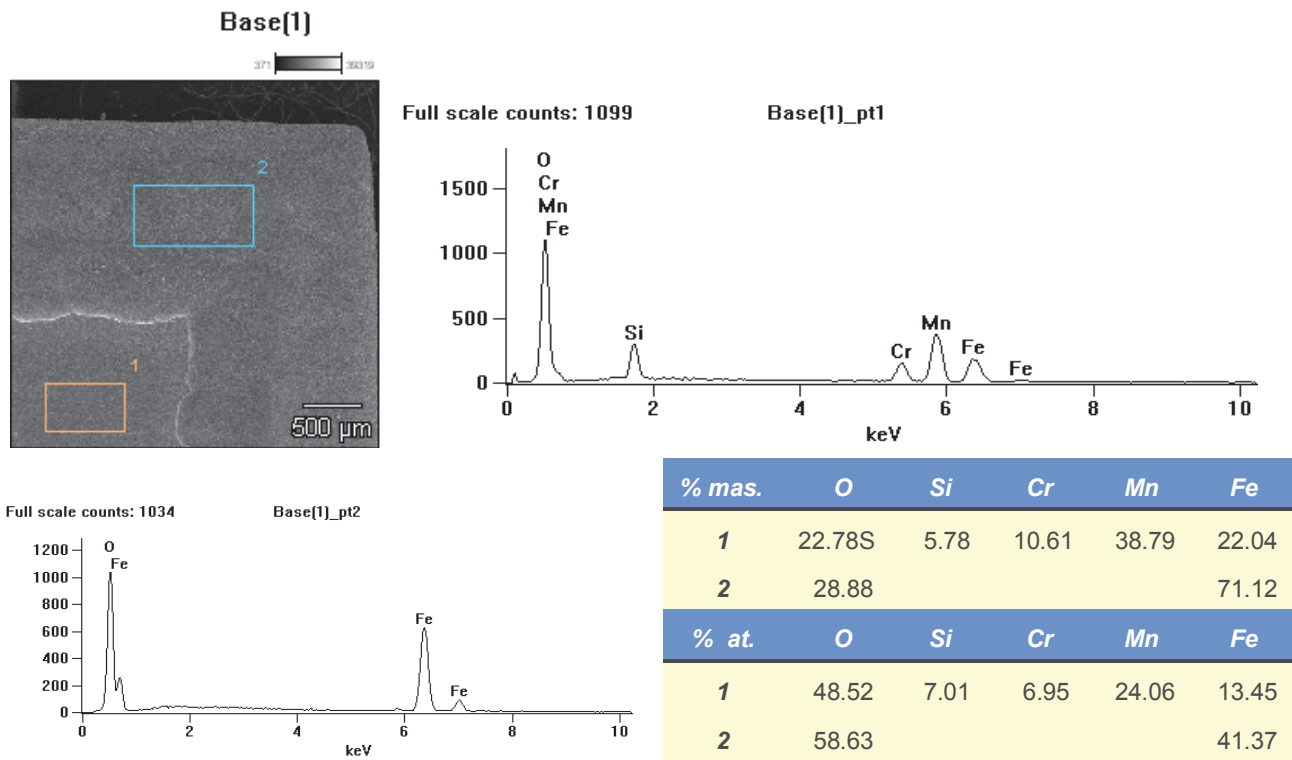 Base(1)
371 39319
2
1
500 µm
Full scale counts: 1099 Base(1)_pt1
O
Cr
Mn
Fe
1500
1000
500
0
Si
Cr
Mn
Fe
Fe
0 2 4 6 8 10
keV
Full scale counts: 1034 Base(1)_pt2
O
Fe
1200
1000
800
600
400
200
0
Fe
Fe
0 2 4 6 8 10
keV
% mas. O Si Cr Mn Fe
1 22.78S 5.78 10.61 38.79 22.04
2 28.88 71.12
% at. O Si Cr Mn Fe
1 48.52 7.01 6.95 24.06 13.45
2 58.63 41.37